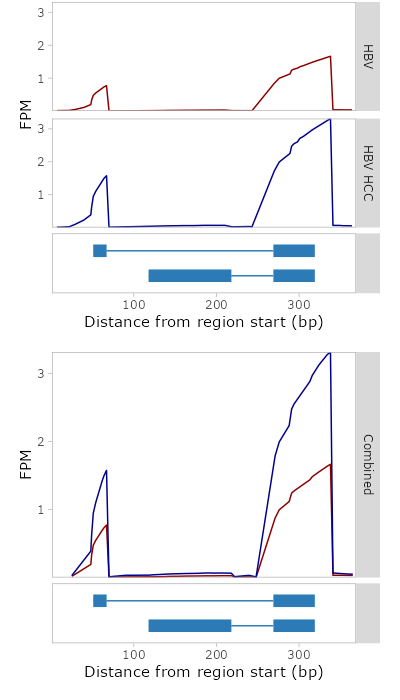 3
2
1
HBV
FPM
3
2
1
HBV HCC
100 200 300
Distance from region start (bp)
3
2
1
FPM
Combined
100 200 300
Distance from region start (bp)